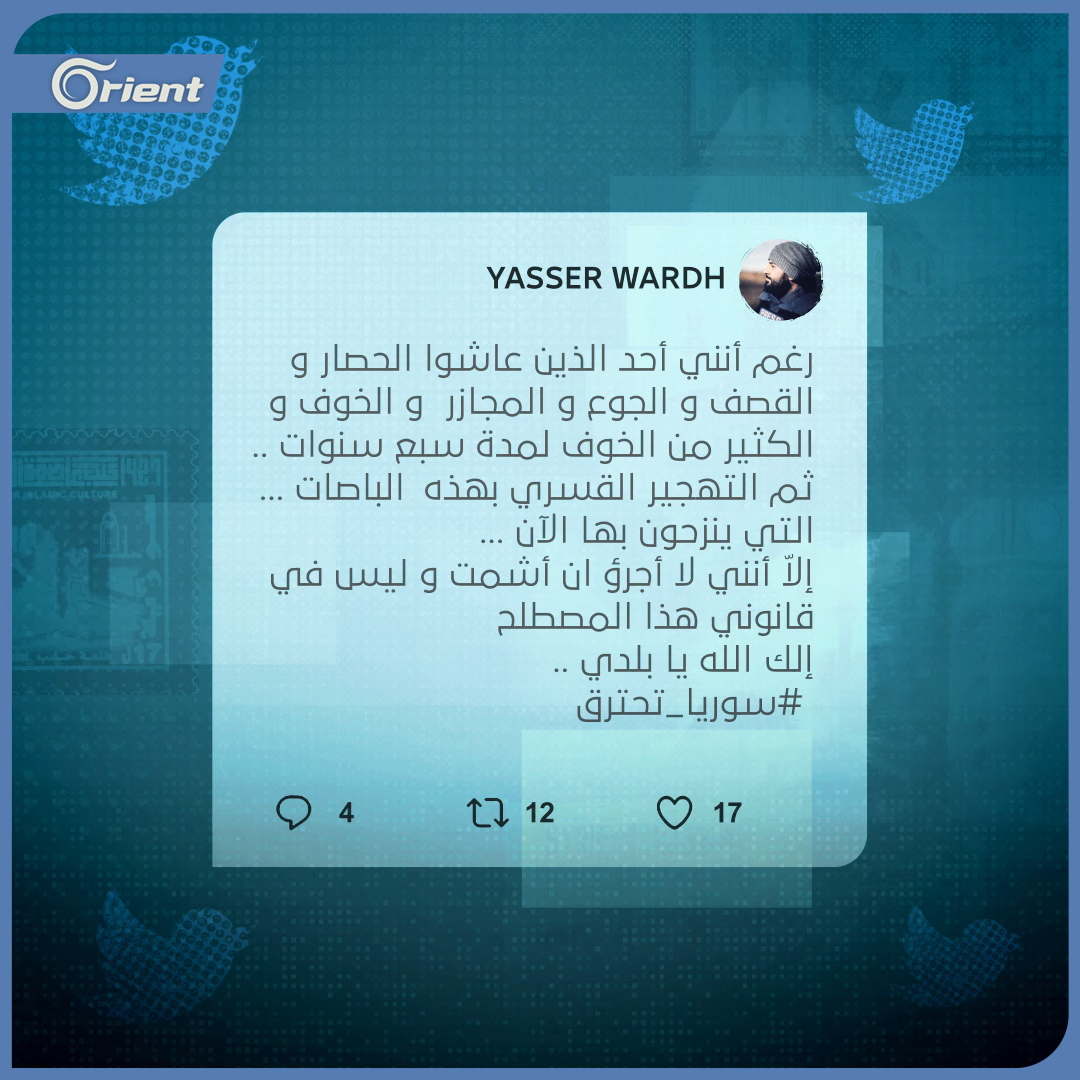 Orient
YASSER WARDH
رغم أنني أحد الذين عاشوا الحصار و
القصف و الجوع و المجازر و الخوف و
الكثير من الخوف لمدة سبع سنوات ..
ثم التهجير القسري بهذه الباصات ...
التي ينزحون بها الآن ...
إلاّ أنني لا أجرؤ ان أشمت و ليس في
قانوني هذا المصطلح
إلك الله يا بلدي ..
#سوريا_تحترق
4 12 17
ISLAMIC CULTURE